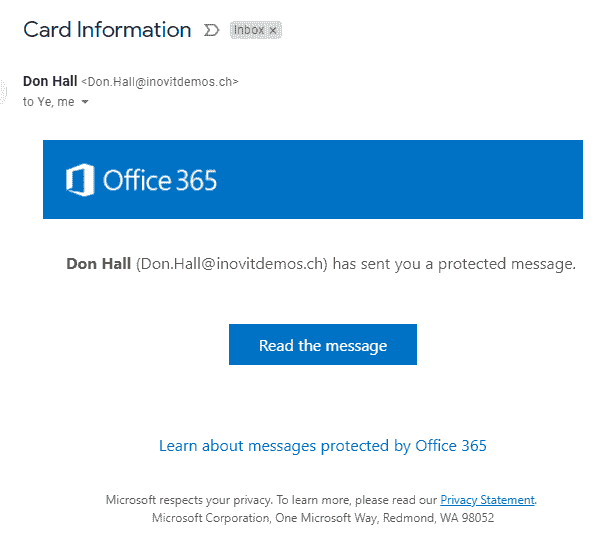 Card Information Inbox x
Don Hall <Don.Hall@inovitdemos.ch>
to Ye, me
Office 365
Don Hall (Don.Hall@inovitdemos.ch) has sent you a protected message.
Read the message
Learn about messages protected by Office 365
Microsoft respects your privacy. To learn more, please read our Privacy Statement.
Microsoft Corporation, One Microsoft Way, Redmond, WA 98052